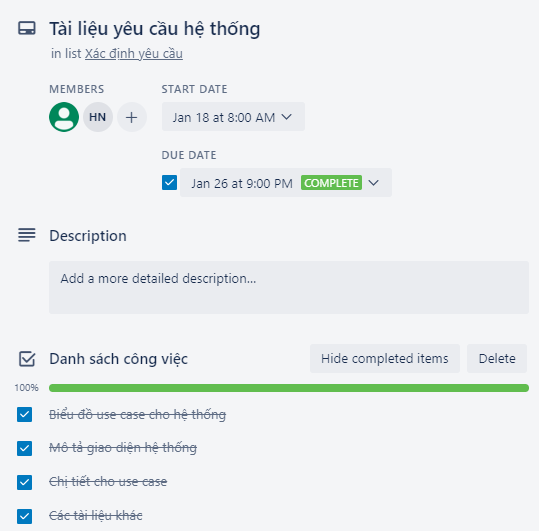 Tài liệu yêu cầu hệ thống
in list Xác định yêu cầu
MEMBERS
START DATE
HN
Jan 18 at 8:00 AM
DUE DATE
Jan 26 at 9:00 PM COMPLETE
Description
Add a more detailed description...
Danh sách công việc
Hide completed items
Delete
100%
Biểu đồ use case cho hệ thống
Mô tả giao diện hệ thống
Chị tiết cho use case
Các tài liệu khác